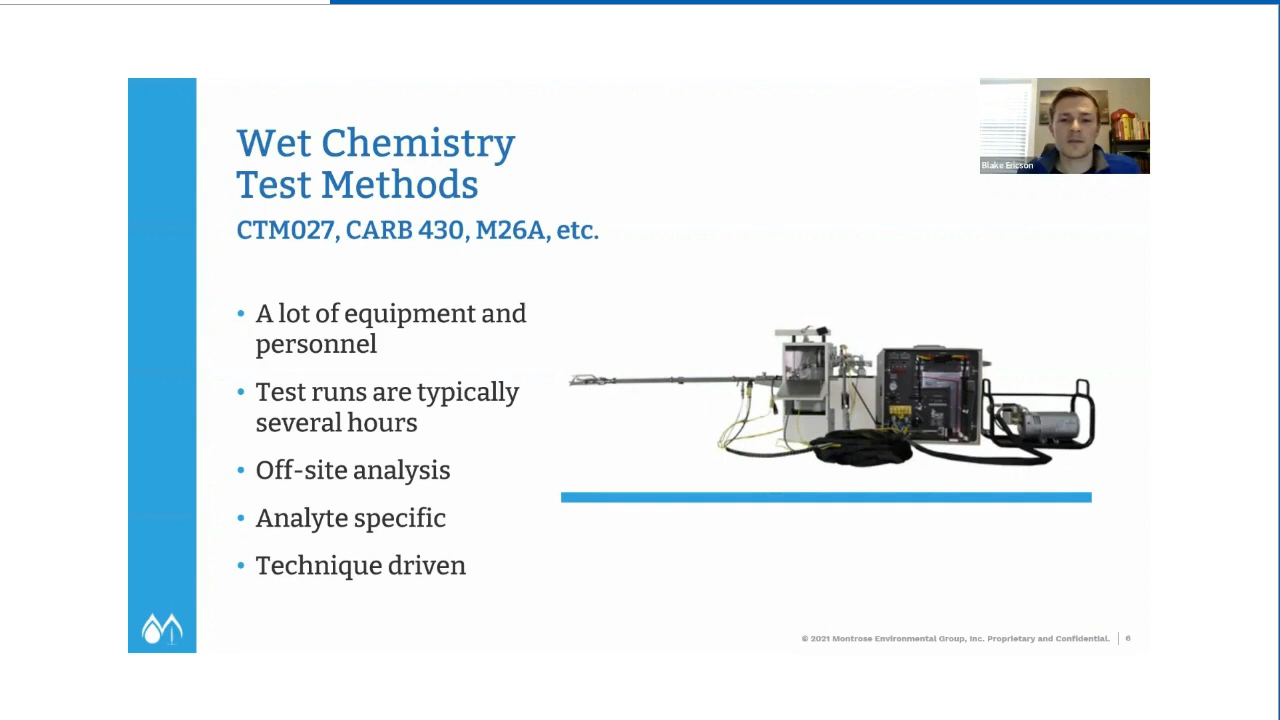 Wet Chemistry
Test Methods
CTM027, CARB 430, M26A, etc.
• A lot of equipment and
personnel
• Test runs are typically
several hours
• Off-site analysis
• Analyte specific
• Technique driven
Blake Ericson
© 2021 Montrose Environmental Group, Inc. Proprietary and Confidential. | 6